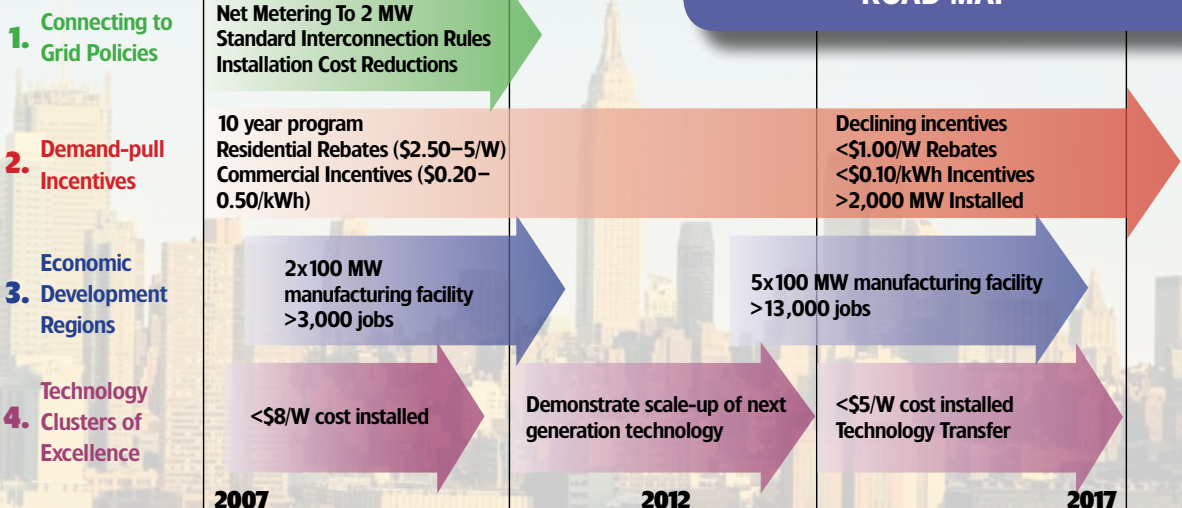 ROAD MAP
1. Connecting to
Grid Policies
Net Metering To 2 MW
Standard Interconnection Rules
Installation Cost Reductions
2. Demand-pull
Incentives
10 year program
Residential Rebates ($2.50–5/W)
Commercial Incentives ($0.20–
0.50/kWh)
Declining incentives
<$1.00/W Rebates
<$0.10/kWh Incentives
>2,000 MW Installed
3. Economic
Development
Regions
2x100 MW
manufacturing facility
>3,000 jobs
5x100 MW manufacturing facility
>13,000 jobs
4. Technology
Clusters of
Excellence
<$8/W cost installed
Demonstrate scale-up of next
generation technology
<$5/W cost installed
Technology Transfer
2007
2012
2017